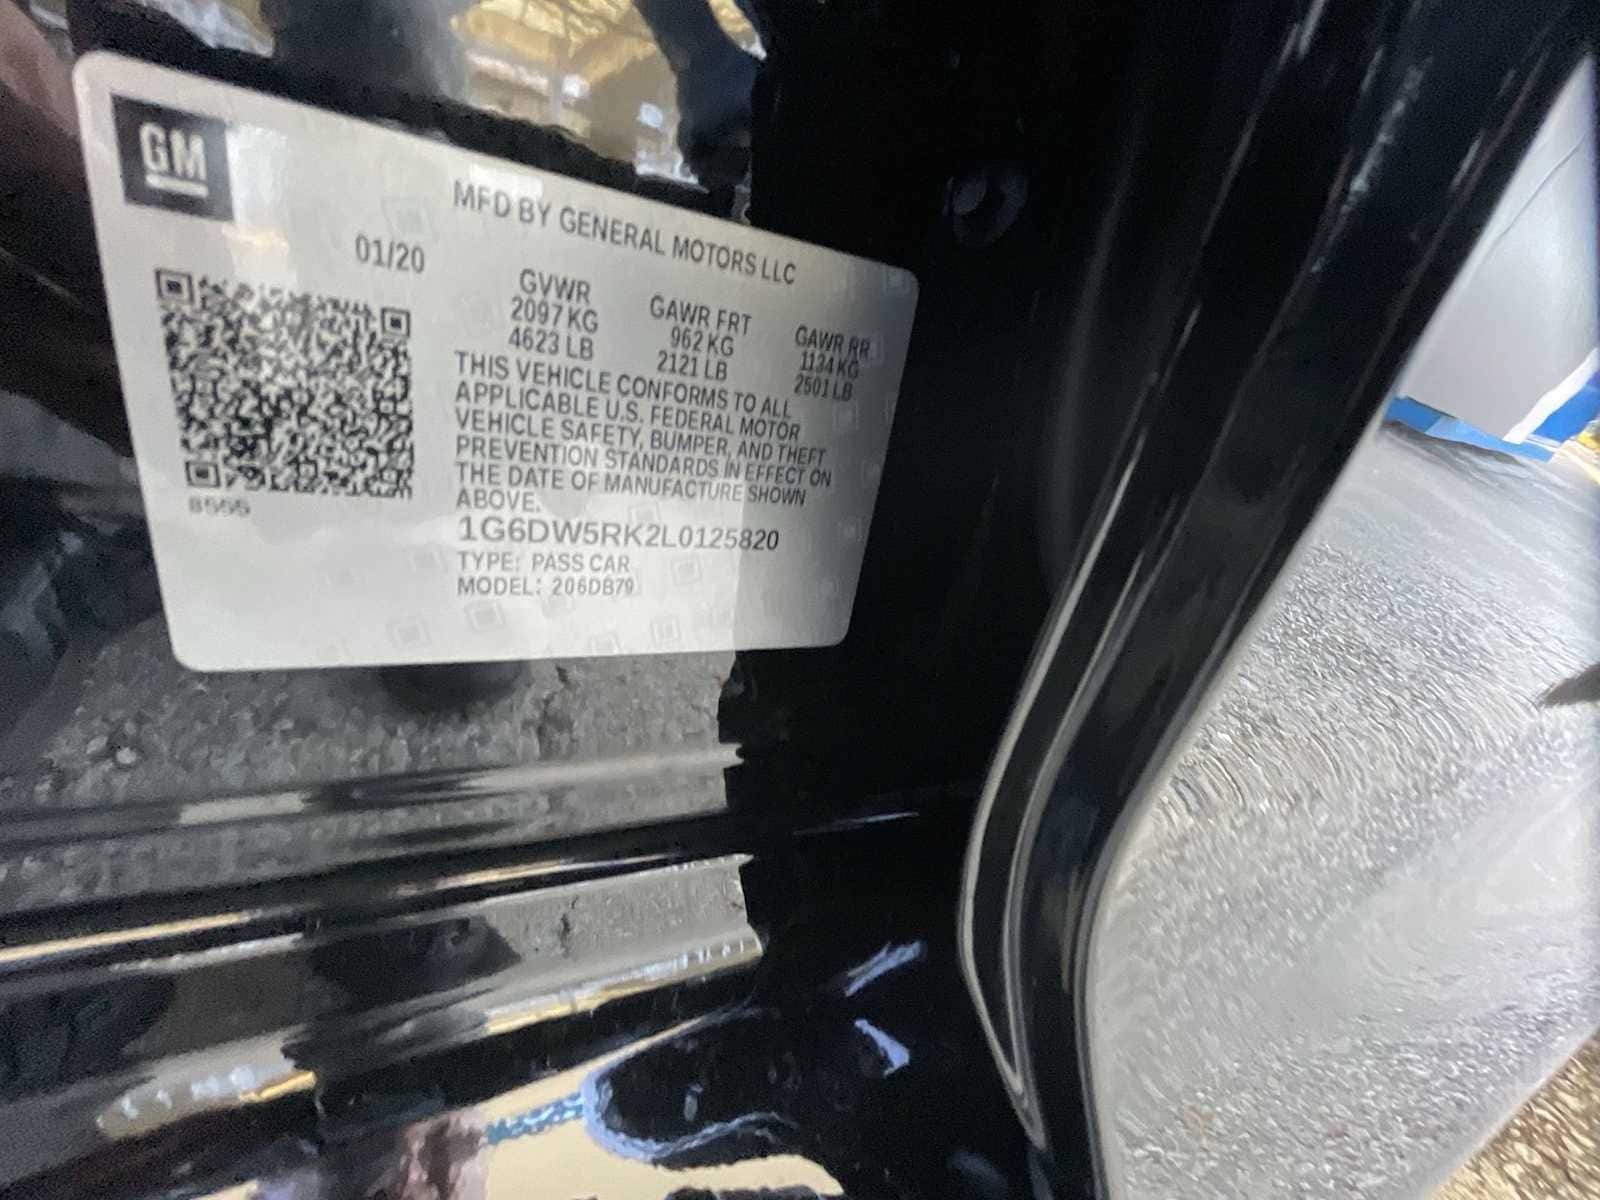 GM
MFD BY GENERAL MOTORS LLC
01/20
GVWR
2097 KG
4623 LB
GAWR FRT
962 KG
2121 LB
GAWR RR
1134 KG
2501 LB
THIS VEHICLE CONFORMS TO ALL
APPLICABLE U.S. FEDERAL MOTOR
VEHICLE SAFETY, BUMPER, AND THEFT
PREVENTION STANDARDS IN EFFECT ON
THE DATE OF MANUFACTURE SHOWN
ABOVE.
1G6DW5RK2L0125820
TYPE: PASS CAR
MODEL: 206DB79